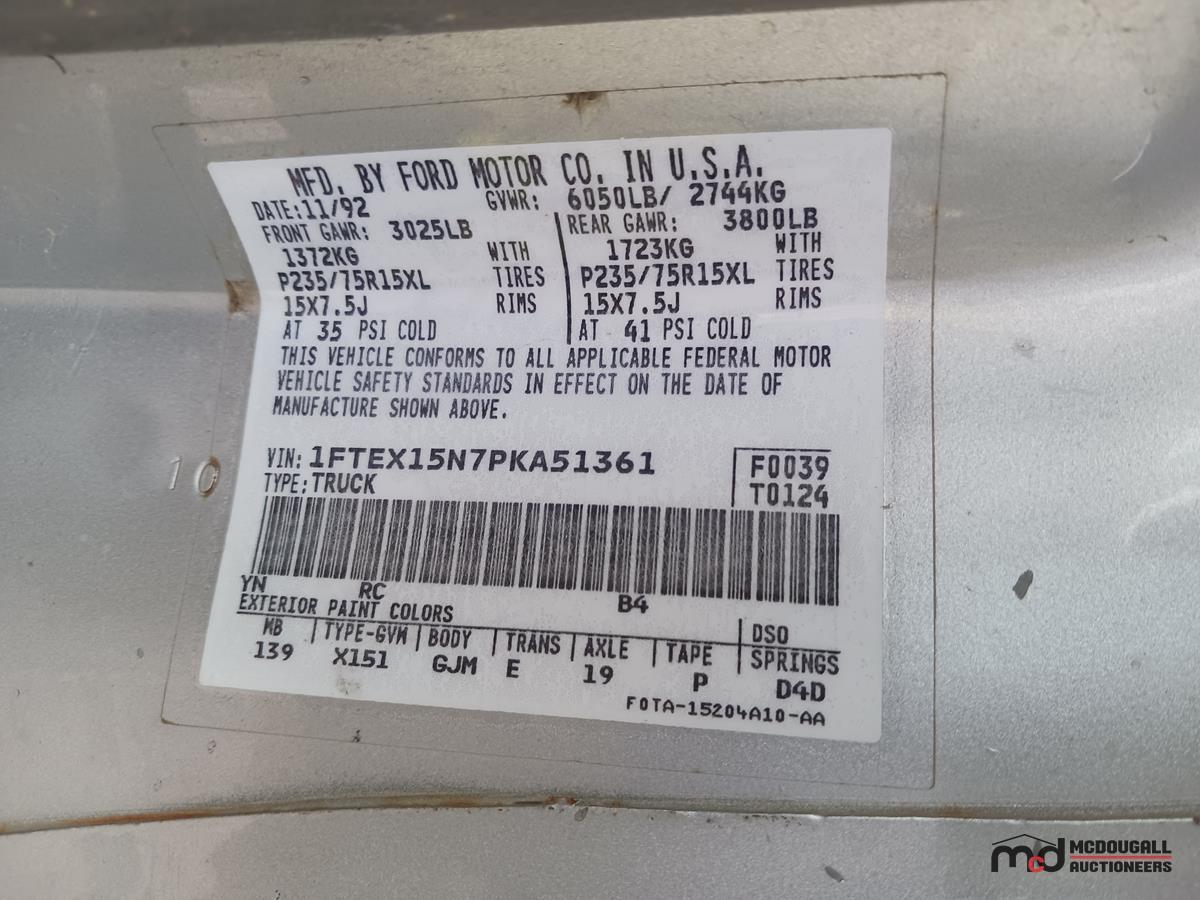 MFD. BY FORD MOTOR CO. IN U.S.A.
DATE: 11/92 GVWR: 6050LB/ 2744KG
FRONT GAWR: 3025LB REAR GAWR: 3800LB
1372KG WITH 1723KG WITH
P235/75R15XL TIRES P235/75R15XL TIRES
15X7.5J RIMS 15X7.5J RIMS
AT 35 PSI COLD AT 41 PSI COLD
THIS VEHICLE CONFORMS TO ALL APPLICABLE FEDERAL MOTOR
VEHICLE SAFETY STANDARDS IN EFFECT ON THE DATE OF
MANUFACTURE SHOWN ABOVE.
VIN: 1FTEX15N7PKA51361 F0039
TYPE: TRUCK T0124
10
YN RC B4
EXTERIOR PAINT COLORS DSO
WB TYPE-GVW BODY TRANS AXLE TAPE SPRINGS
139 X151 GJM E 19 P D4D
F0TA-15204A10-AA
mcd MCDOUGALL
AUCTIONEERS